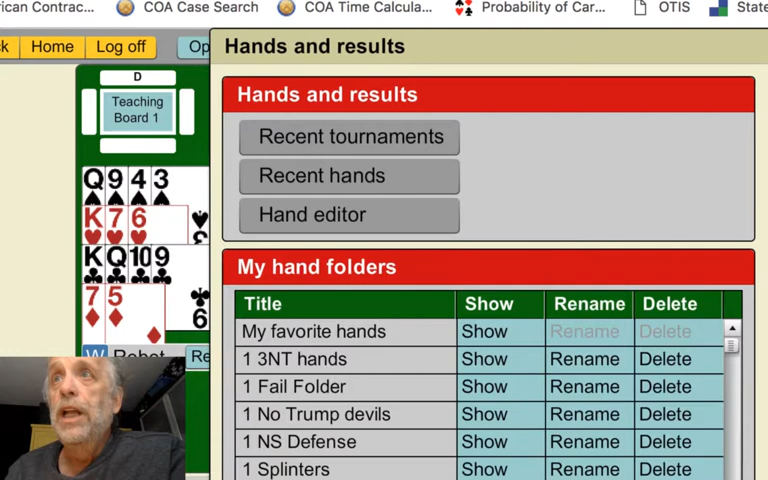 rican Contrac... COA Case Search COA Time Calcula... Probability of Car... OTIS State
ck Home Log off Op Hands and results
D
Teaching
Board 1
Q 9 4 3
K 7 6
K Q 10 9
7 5
6
W Robot Re
Hands and results
Recent tournaments
Recent hands
Hand editor
My hand folders
Title Show Rename Delete
My favorite hands Show Rename Delete
1 3NT hands Show Rename Delete
1 Fail Folder Show Rename Delete
1 No Trump devils Show Rename Delete
1 NS Defense Show Rename Delete
1 Splinters Show Rename Delete